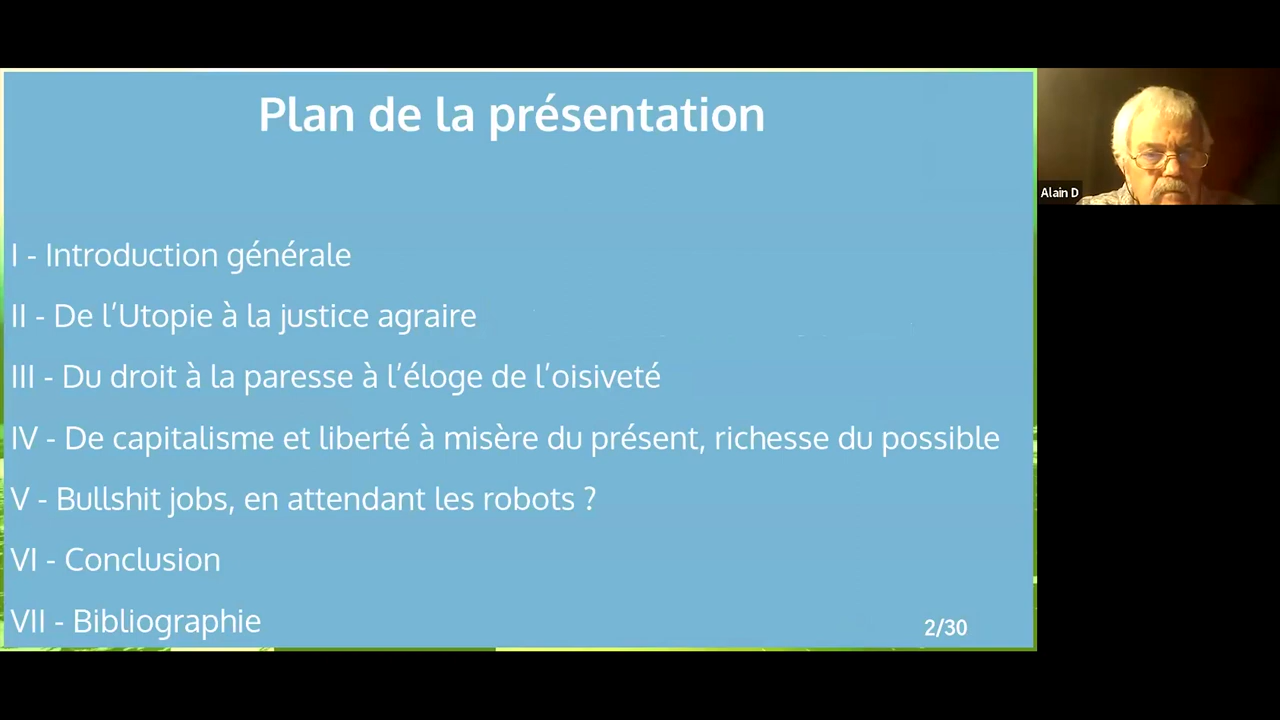 Plan de la présentation
I - Introduction générale
II - De l’Utopie à la justice agraire
III - Du droit à la paresse à l’éloge de l’oisiveté
IV - De capitalisme et liberté à misère du présent, richesse du possible
V - Bullshit jobs, en attendant les robots ?
VI - Conclusion
VII - Bibliographie
2/30
Alain D